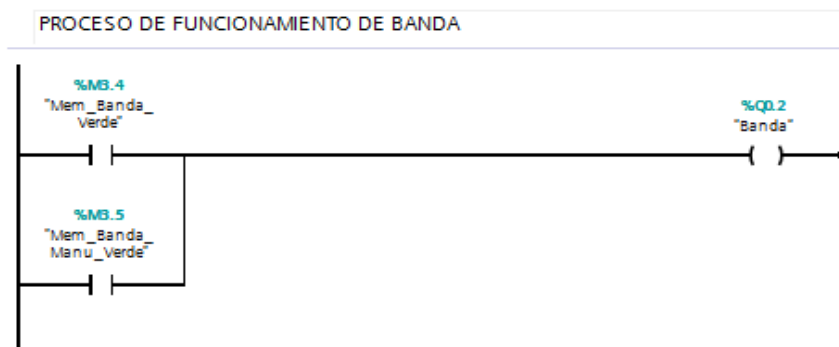 PROCESO DE FUNCIONAMIENTO DE BANDA
%M3.4
"Mem_Banda_
Verde"
%Q0.2
"Banda"
%M3.5
"Mem_Banda_
Manu_Verde"